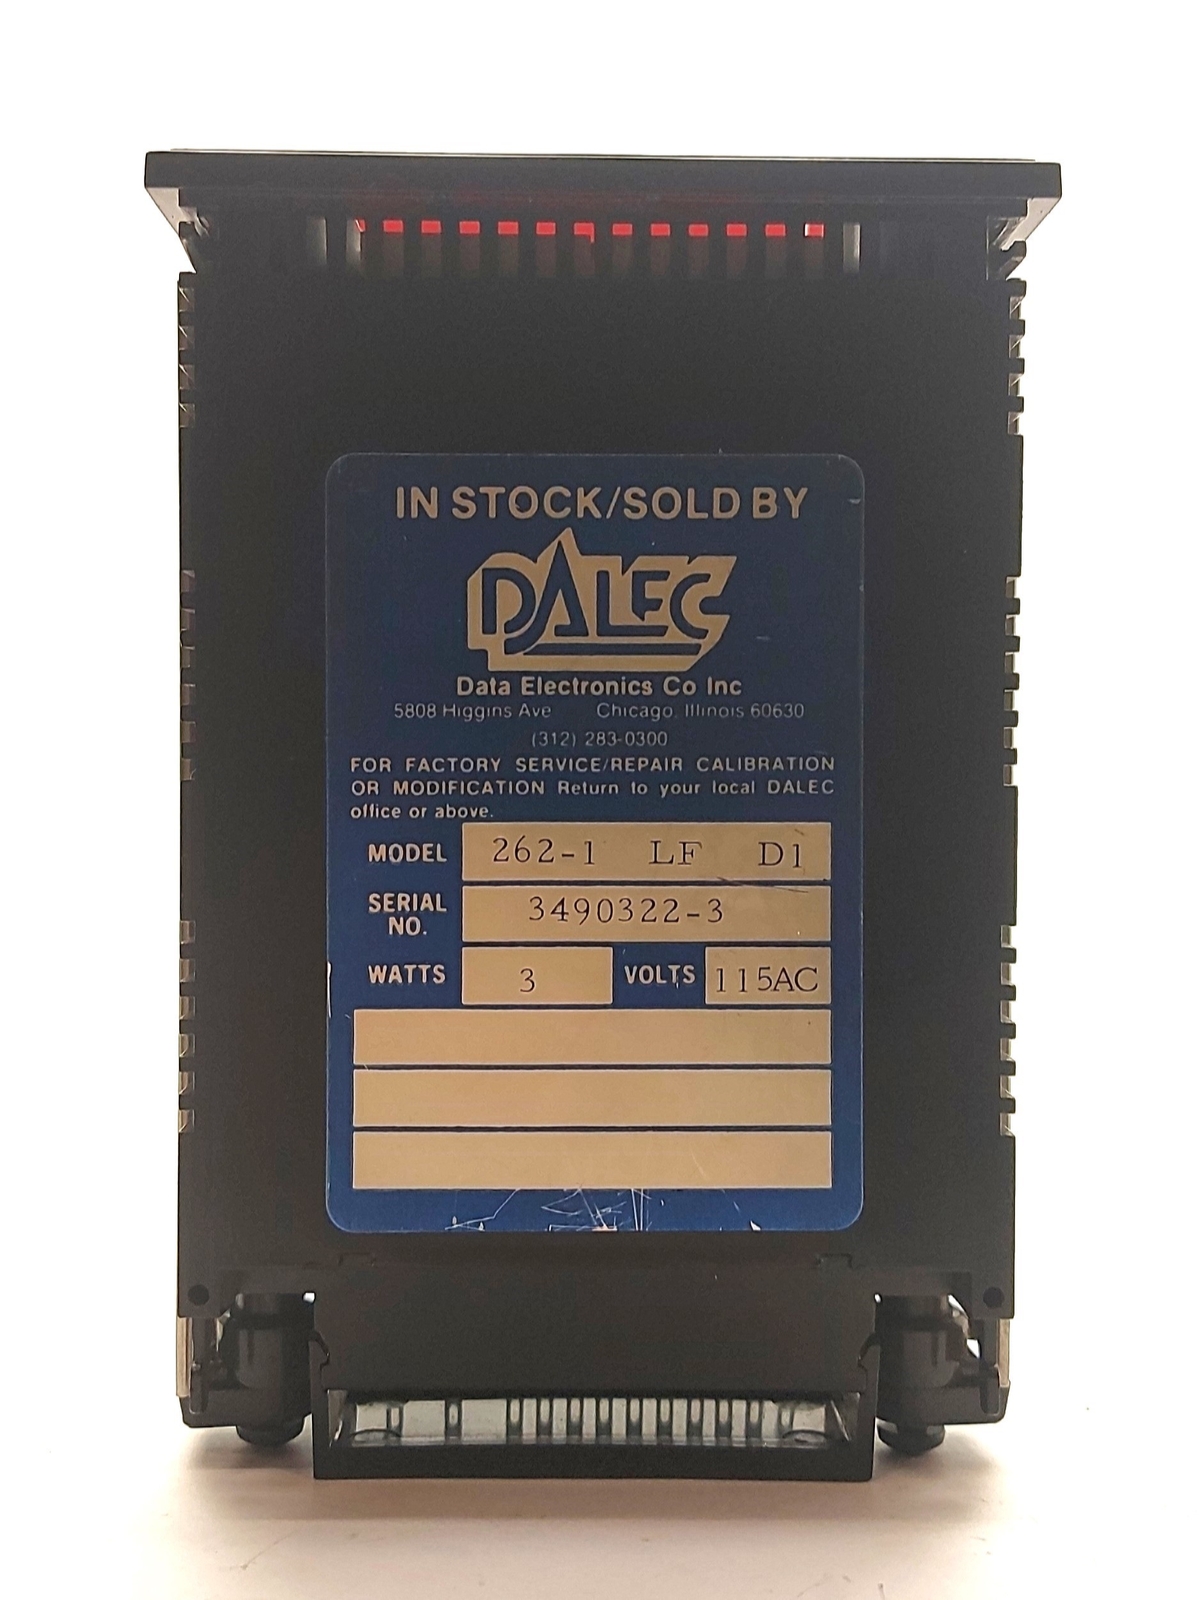 IN STOCK/SOLD BY
DALEC
Data Electronics Co Inc
5808 Higgins Ave Chicago, Illinois 60630
(312) 283-0300
FOR FACTORY SERVICE/REPAIR CALIBRATION
OR MODIFICATION Return to your local DALEC
office or above.
MODEL 262-1 LF D1
SERIAL NO. 3490322-3
WATTS 3 VOLTS 115AC